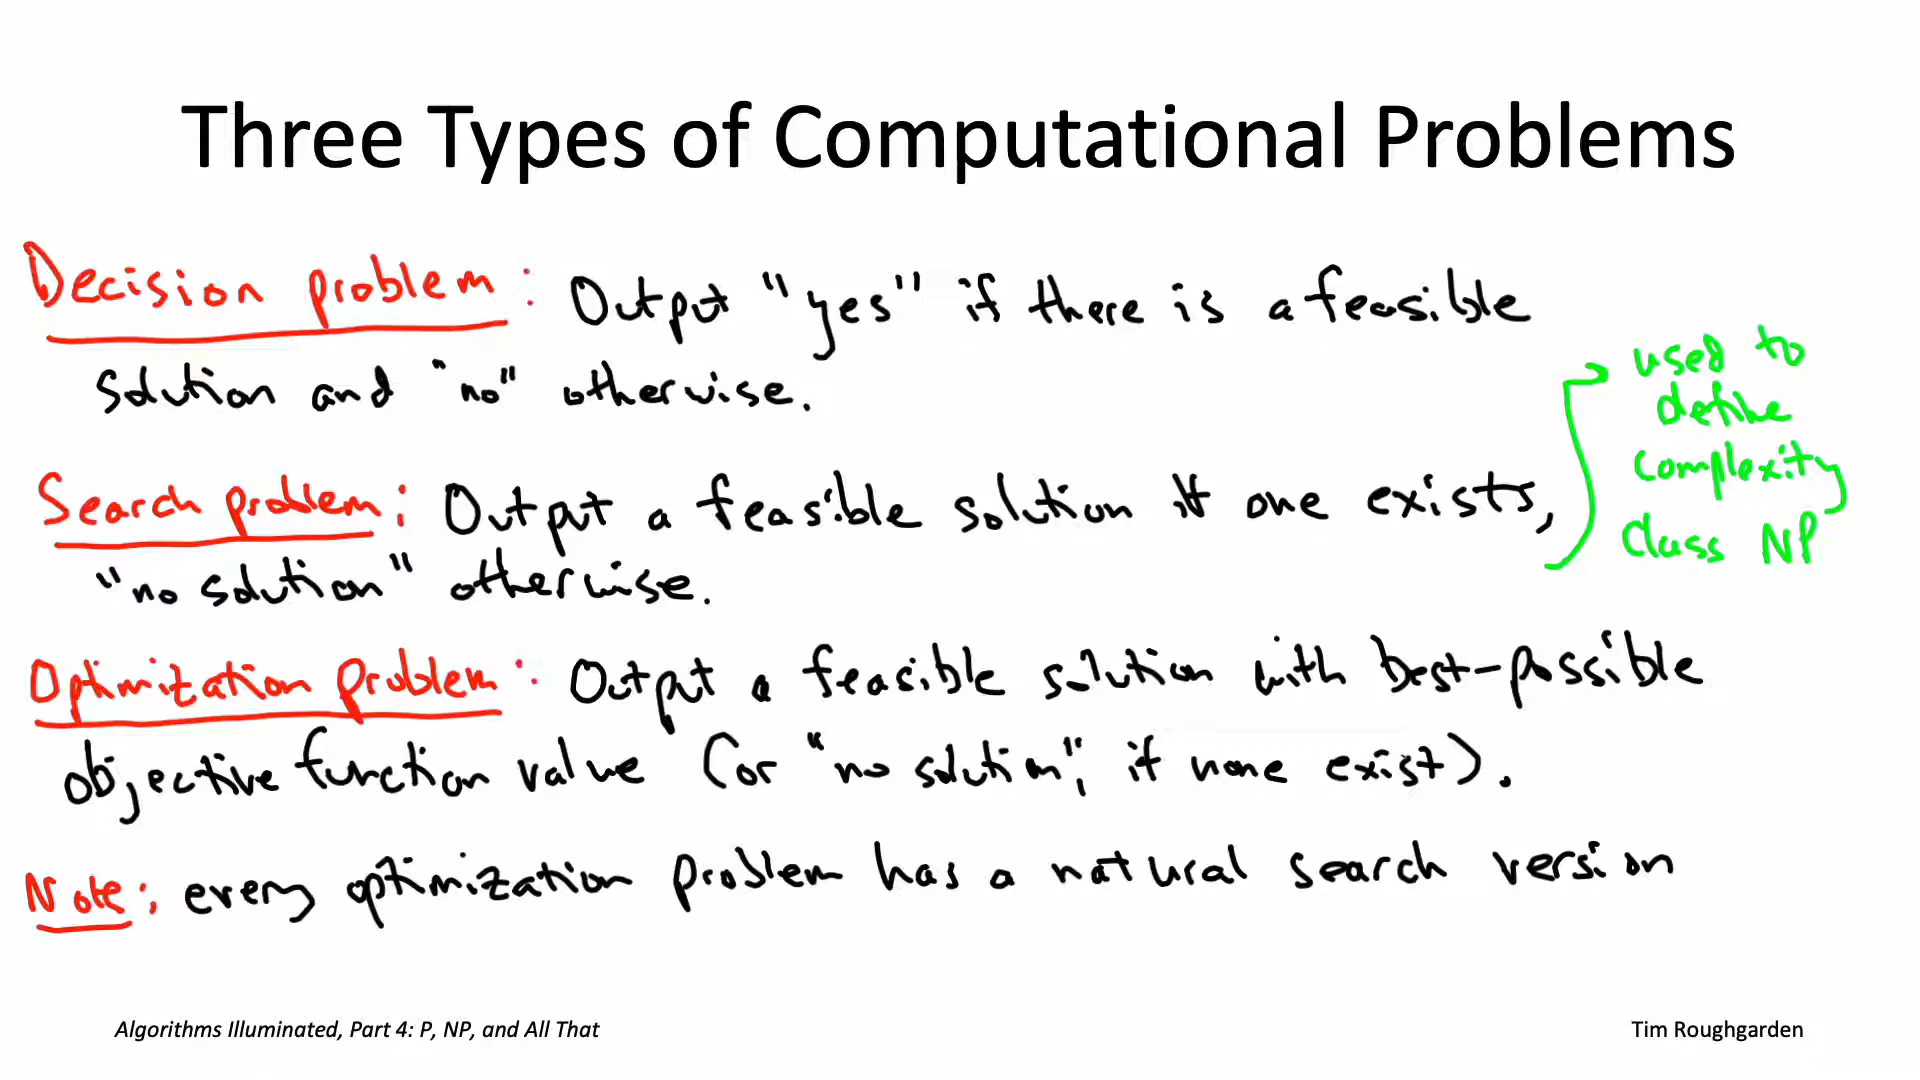 Three Types of Computational Problems
Decision problem: Output "yes" if there is a feasible
solution and "no" otherwise.
Search problem: Output a feasible solution if one exists,
"no solution" otherwise.
used to
define
complexity
class NP
Optimization problem: Output a feasible solution with best-possible
objective function value (or "no solution", if none exist).
Note: every optimization problem has a natural search version
Algorithms Illuminated, Part 4: P, NP, and All That
Tim Roughgarden